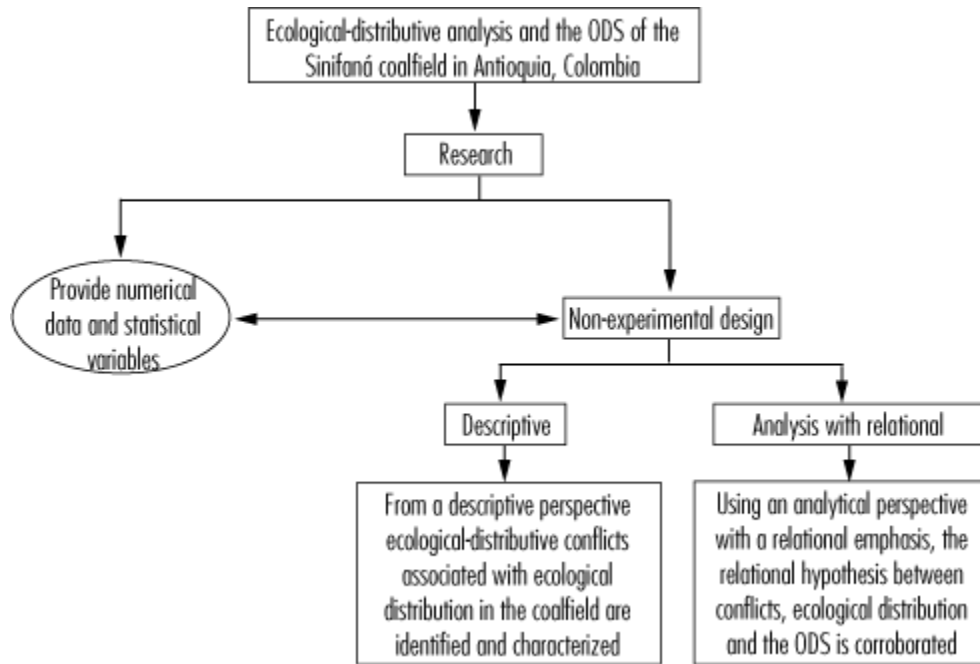 Ecological-distributive analysis and the ODS of the
Sinifaná coalfield in Antioquia, Colombia
Research
Provide numerical
data and statistical
variables
Non-experimental design
Descriptive
Analysis with relational
From a descriptive perspective
ecological-distributive conflicts
associated with ecological
distribution in the coalfield are
identified and characterized
Using an analytical perspective
with a relational emphasis, the
relational hypothesis between
conflicts, ecological distribution
and the ODS is corroborated